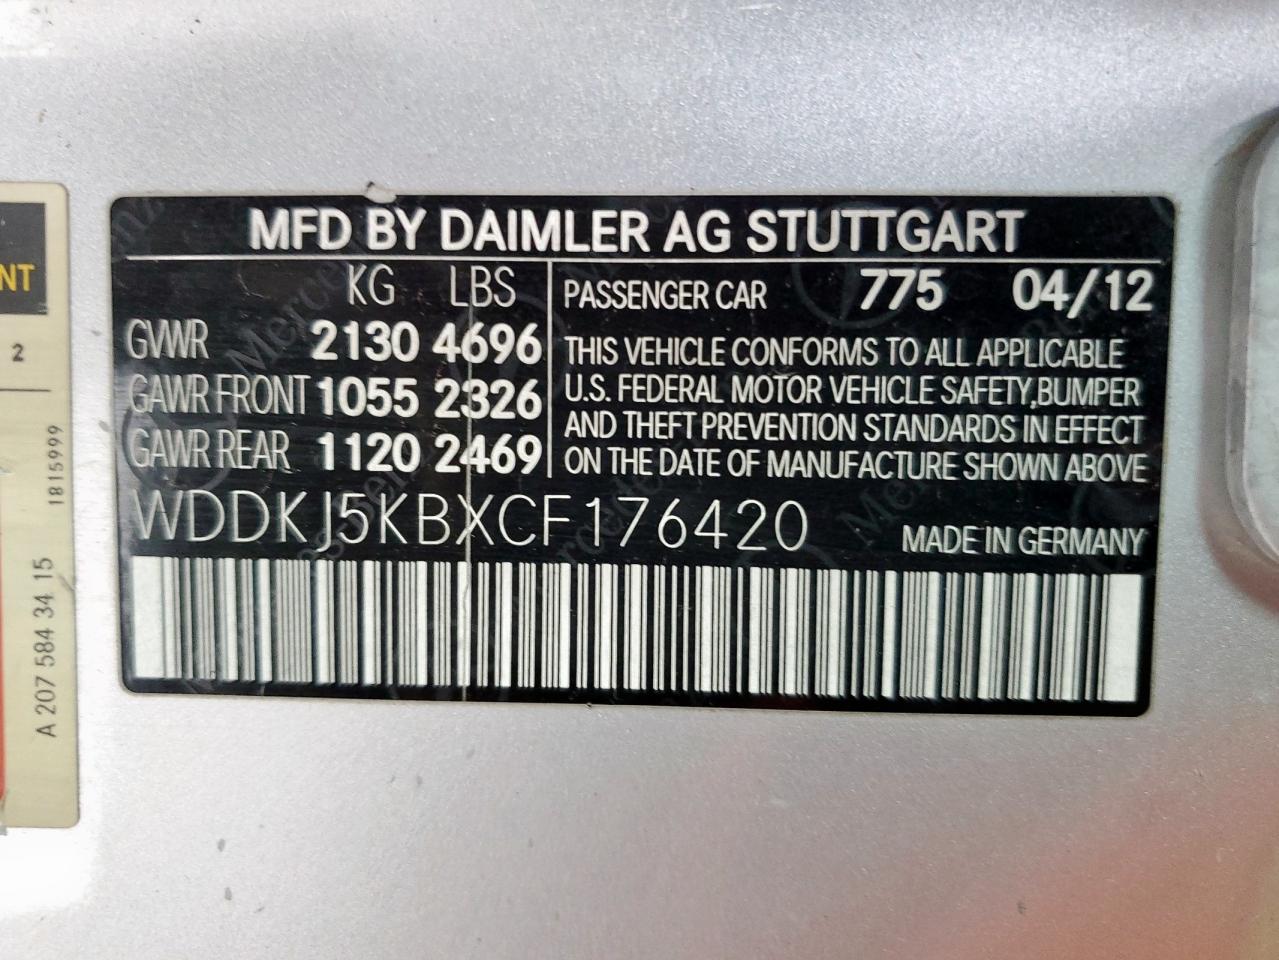 MFD BY DAIMLER AG STUTTGART
KG LBS
GVWR 2130 4696
GAWR FRONT 1055 2326
GAWR REAR 1120 2469
PASSENGER CAR 775 04/12
THIS VEHICLE CONFORMS TO ALL APPLICABLE
U.S. FEDERAL MOTOR VEHICLE SAFETY,BUMPER
AND THEFT PREVENTION STANDARDS IN EFFECT
ON THE DATE OF MANUFACTURE SHOWN ABOVE
WDDKJ5KBXCF176420
MADE IN GERMANY
NT
2
1815999
A 207 584 34 15